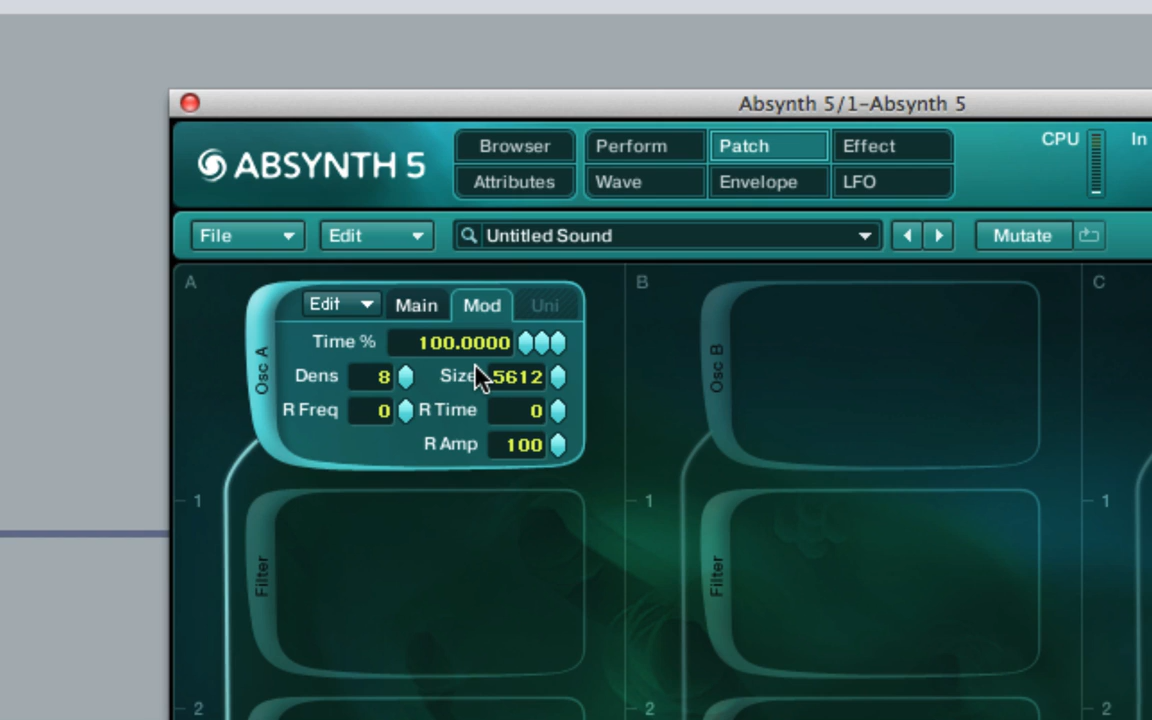 Absynth 5/1-Absynth 5
ABSYNTH 5
Browser Perform Patch Effect CPU In
Attributes Wave Envelope LFO
File Edit Untitled Sound Mutate
A B C
Edit Main Mod Uni
Time % 100.0000
Dens 8 Size 5612
R Freq 0 R Time 0
R Amp 100
Osc A
Osc B
1 1 1
Filter
Filter
2 2 2